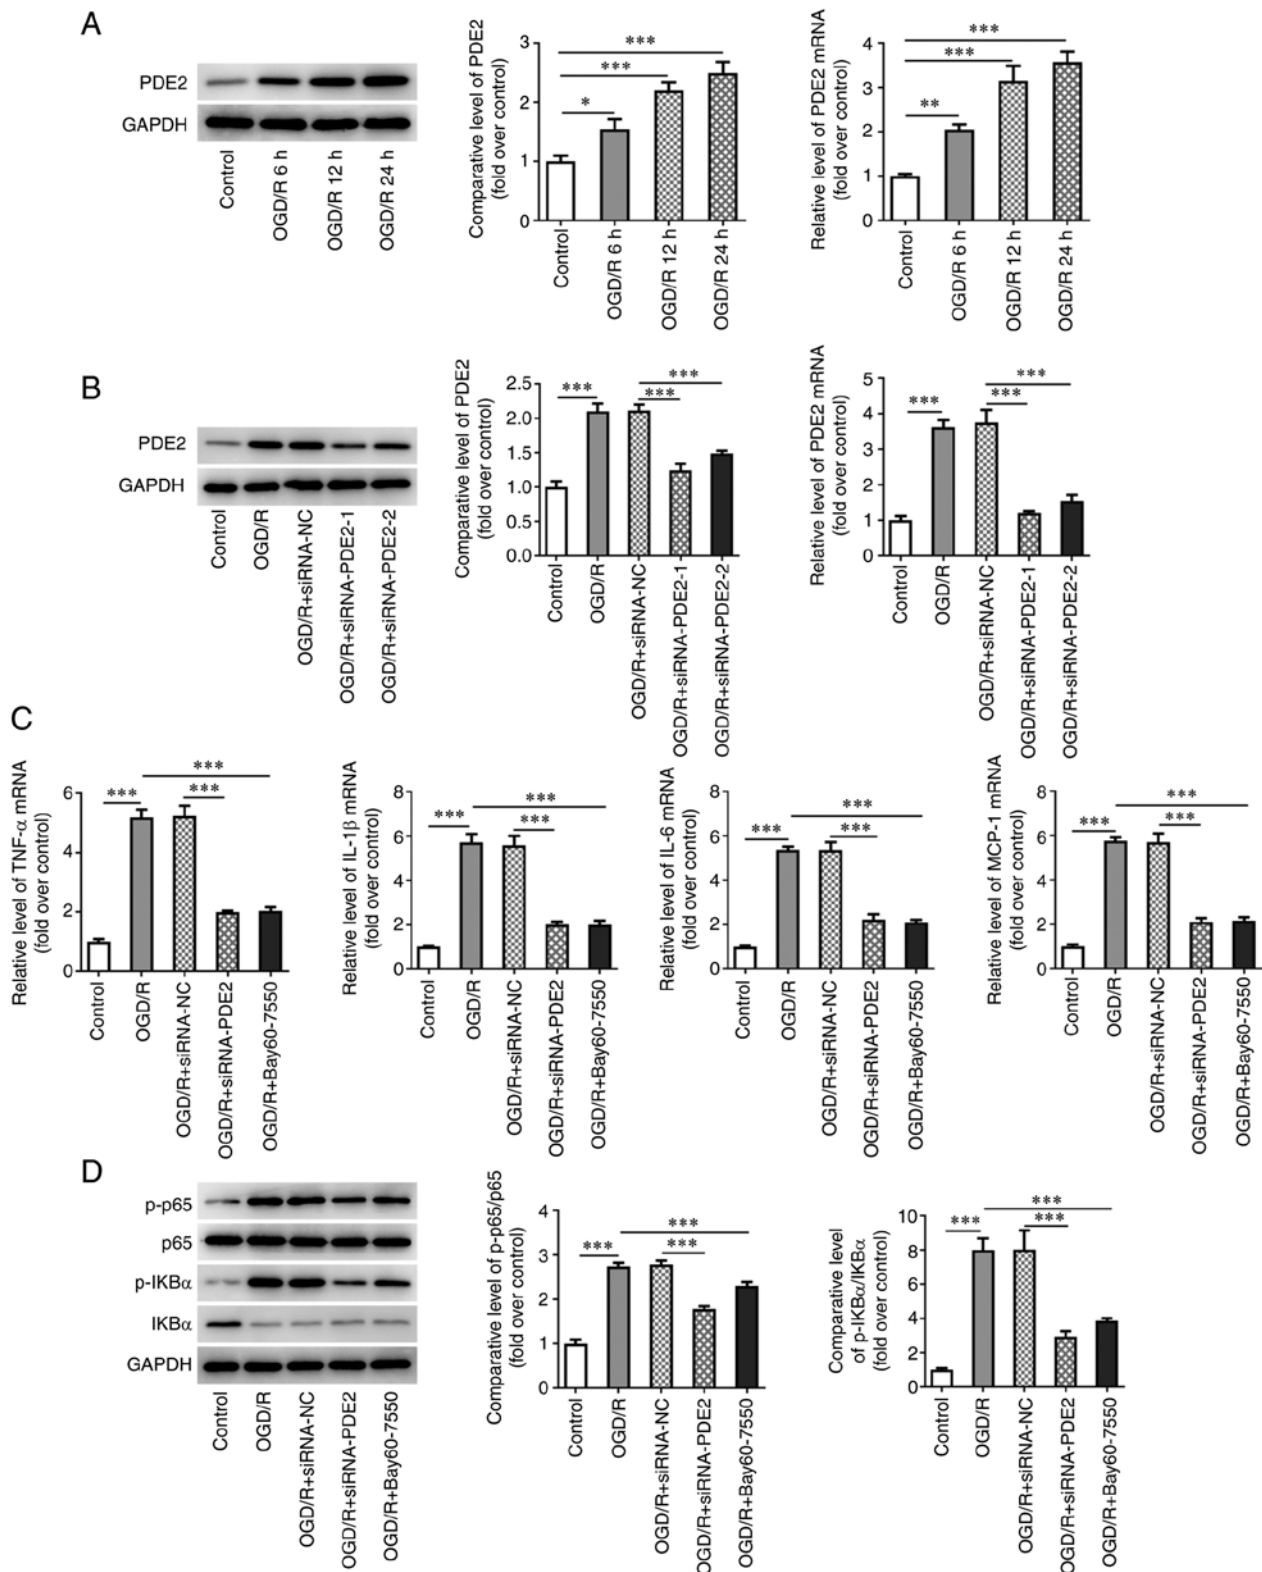 A
PDE2
GAPDH
Control
OGD/R 6 h
OGD/R 12 h
OGD/R 24 h
Comparative level of PDE2
(fold over control)
3
2
1
0
*
***
***
Control
OGD/R 6 h
OGD/R 12 h
OGD/R 24 h
Relative level of PDE2 mRNA
(fold over control)
4
3
2
1
0
**
***
***
Control
OGD/R 6 h
OGD/R 12 h
OGD/R 24 h
B
PDE2
GAPDH
Control
OGD/R
OGD/R+siRNA-NC
OGD/R+siRNA-PDE2-1
OGD/R+siRNA-PDE2-2
Comparative level of PDE2
(fold over control)
2.5
2.0
1.5
1.0
0.5
0.0
***
***
***
Control
OGD/R
OGD/R+siRNA-NC
OGD/R+siRNA-PDE2-1
OGD/R+siRNA-PDE2-2
Relative level of PDE2 mRNA
(fold over control)
5
4
3
2
1
0
***
***
***
Control
OGD/R
OGD/R+siRNA-NC
OGD/R+siRNA-PDE2-1
OGD/R+siRNA-PDE2-2
C
Relative level of TNF-α mRNA
(fold over control)
6
4
2
0
***
***
***
Control
OGD/R
OGD/R+siRNA-NC
OGD/R+siRNA-PDE2
OGD/R+Bay60-7550
Relative level of IL-1β mRNA
(fold over control)
8
6
4
2
0
***
***
***
Control
OGD/R
OGD/R+siRNA-NC
OGD/R+siRNA-PDE2
OGD/R+Bay60-7550
Relative level of IL-6 mRNA
(fold over control)
8
6
4
2
0
***
***
***
Control
OGD/R
OGD/R+siRNA-NC
OGD/R+siRNA-PDE2
OGD/R+Bay60-7550
Relative level of MCP-1 mRNA
(fold over control)
8
6
4
2
0
***
***
***
Control
OGD/R
OGD/R+siRNA-NC
OGD/R+siRNA-PDE2
OGD/R+Bay60-7550
D
p-p65
p65
p-IKBα
IKBα
GAPDH
Control
OGD/R
OGD/R+siRNA-NC
OGD/R+siRNA-PDE2
OGD/R+Bay60-7550
Comparative level of p-p65/p65
(fold over control)
4
3
2
1
0
***
***
***
Control
OGD/R
OGD/R+siRNA-NC
OGD/R+siRNA-PDE2
OGD/R+Bay60-7550
Comparative level
of p-IKBα/IKBα
(fold over control)
10
8
6
4
2
0
***
***
***
Control
OGD/R
OGD/R+siRNA-NC
OGD/R+siRNA-PDE2
OGD/R+Bay60-7550